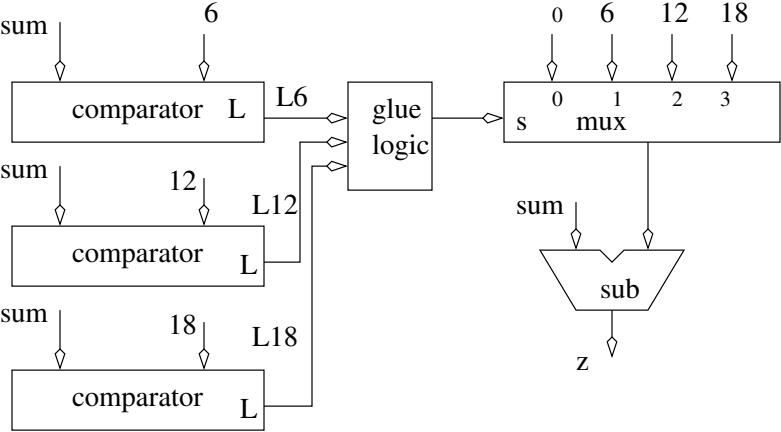 sum
6
comparator L
L6
sum
12
comparator
L
L12
sum
18
comparator
L
L18
glue
logic
0 6 12 18
0 1 2 3
s mux
sum
sub
z